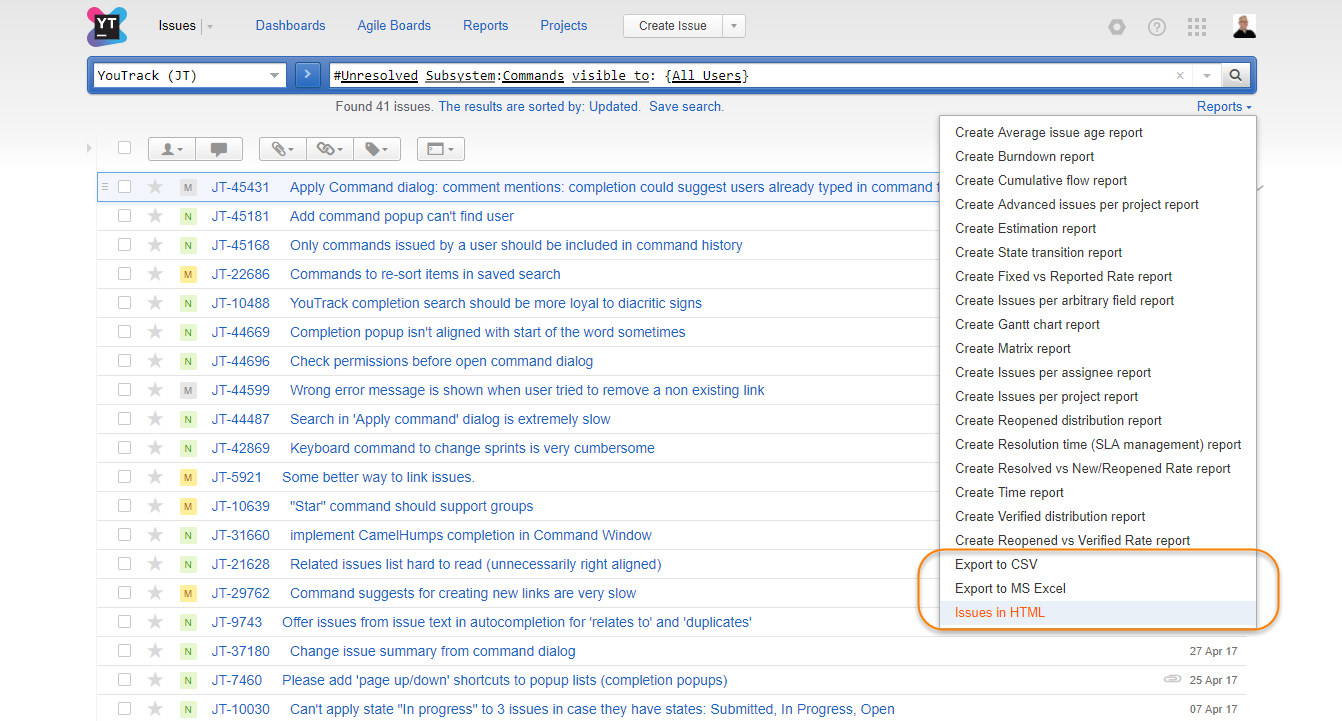 YT
Issues Dashboards Agile Boards Reports Projects Create Issue
YouTrack (JT) #Unresolved Subsystem:Commands visible to: {All Users}
Found 41 issues. The results are sorted by: Updated. Save search. Reports
M JT-45431 Apply Command dialog: comment mentions: completion could suggest users already typed in command
N JT-45181 Add command popup can't find user
N JT-45168 Only commands issued by a user should be included in command history
M JT-22686 Commands to re-sort items in saved search
N JT-10488 YouTrack completion search should be more loyal to diacritic signs
N JT-44669 Completion popup isn't aligned with start of the word sometimes
N JT-44696 Check permissions before open command dialog
M JT-44599 Wrong error message is shown when user tried to remove a non existing link
N JT-44487 Search in 'Apply command' dialog is extremely slow
N JT-42869 Keyboard command to change sprints is very cumbersome
M JT-5921 Some better way to link issues.
M JT-10639 "Star" command should support groups
N JT-31660 implement CamelHumps completion in Command Window
N JT-21628 Related issues list hard to read (unnecessarily right aligned)
M JT-29762 Command suggests for creating new links are very slow
N JT-9743 Offer issues from issue text in autocompletion for 'relates to' and 'duplicates'
N JT-37180 Change issue summary from command dialog 27 Apr 17
N JT-7460 Please add 'page up/down' shortcuts to popup lists (completion popups) 25 Apr 17
N JT-10030 Can't apply state "In progress" to 3 issues in case they have states: Submitted, In Progress, Open 07 Apr 17
Create Average issue age report
Create Burndown report
Create Cumulative flow report
Create Advanced issues per project report
Create Estimation report
Create State transition report
Create Fixed vs Reported Rate report
Create Issues per arbitrary field report
Create Gantt chart report
Create Matrix report
Create Issues per assignee report
Create Issues per project report
Create Reopened distribution report
Create Resolution time (SLA management) report
Create Resolved vs New/Reopened Rate report
Create Time report
Create Verified distribution report
Create Reopened vs Verified Rate report
Export to CSV
Export to MS Excel
Issues in HTML